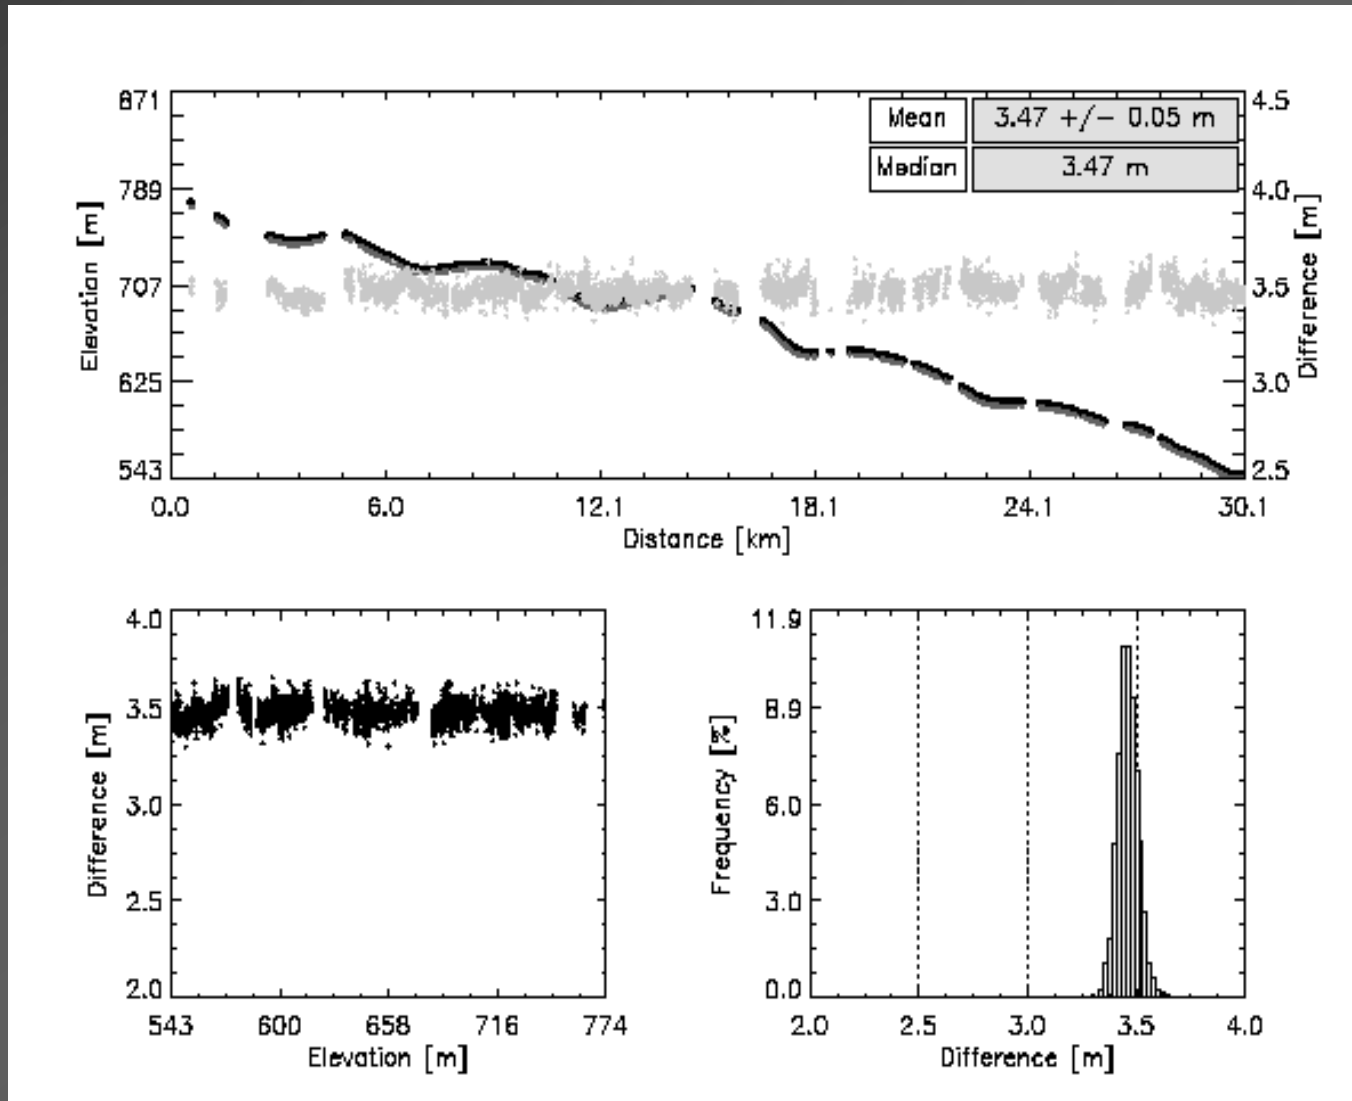 871
789
707
625
543
Elevation [m]
Mean
3.47 +/- 0.05 m
Median
3.47 m
4.5
4.0
3.5
3.0
2.5
Difference [m]
0.0 6.0 12.1 18.1 24.1 30.1
Distance [km]
4.0
3.5
3.0
2.5
2.0
Difference [m]
543 600 658 716 774
Elevation [m]
11.9
8.9
6.0
3.0
0.0
Frequency [%]
2.0 2.5 3.0 3.5 4.0
Difference [m]